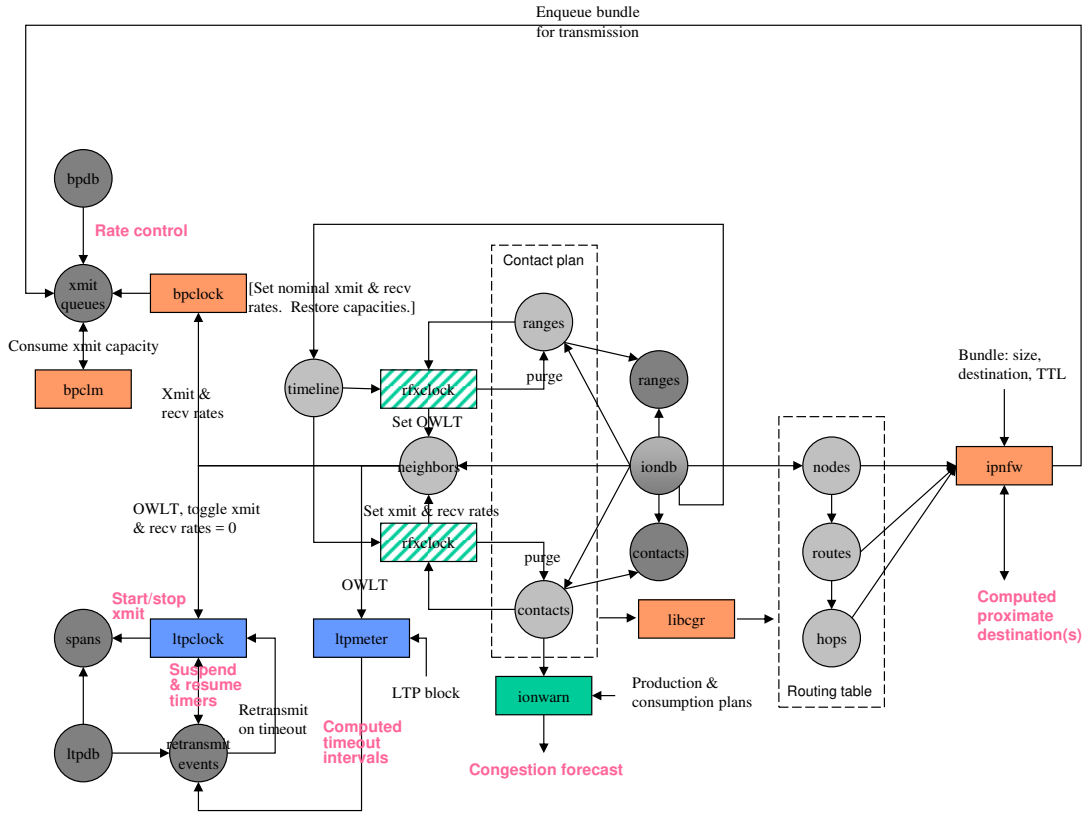 Enqueue bundle
for transmission
bpdb
Rate control
xmit
queues
bpclock
[Set nominal xmit & recv
rates. Restore capacities.]
Consume xmit capacity
bpclm
Xmit &
recv rates
Contact plan
ranges
timeline
rfxclock
purge
ranges
Set OWLT
neighbors
iondb
Bundle: size,
destination, TTL
nodes
ipnfw
OWLT, toggle xmit
& recv rates = 0
Set xmit & recv rates
rfxclock
purge
contacts
routes
OWLT
contacts
Computed
proximate
destination(s)
Start/stop
xmit
spans
ltpclock
ltpmeter
libcgr
hops
Suspend
& resume
timers
LTP block
ionwarn
Production &
consumption plans
Routing table
Retransmit
on timeout
Computed
timeout
intervals
ltpdb
retransmit
events
Congestion forecast